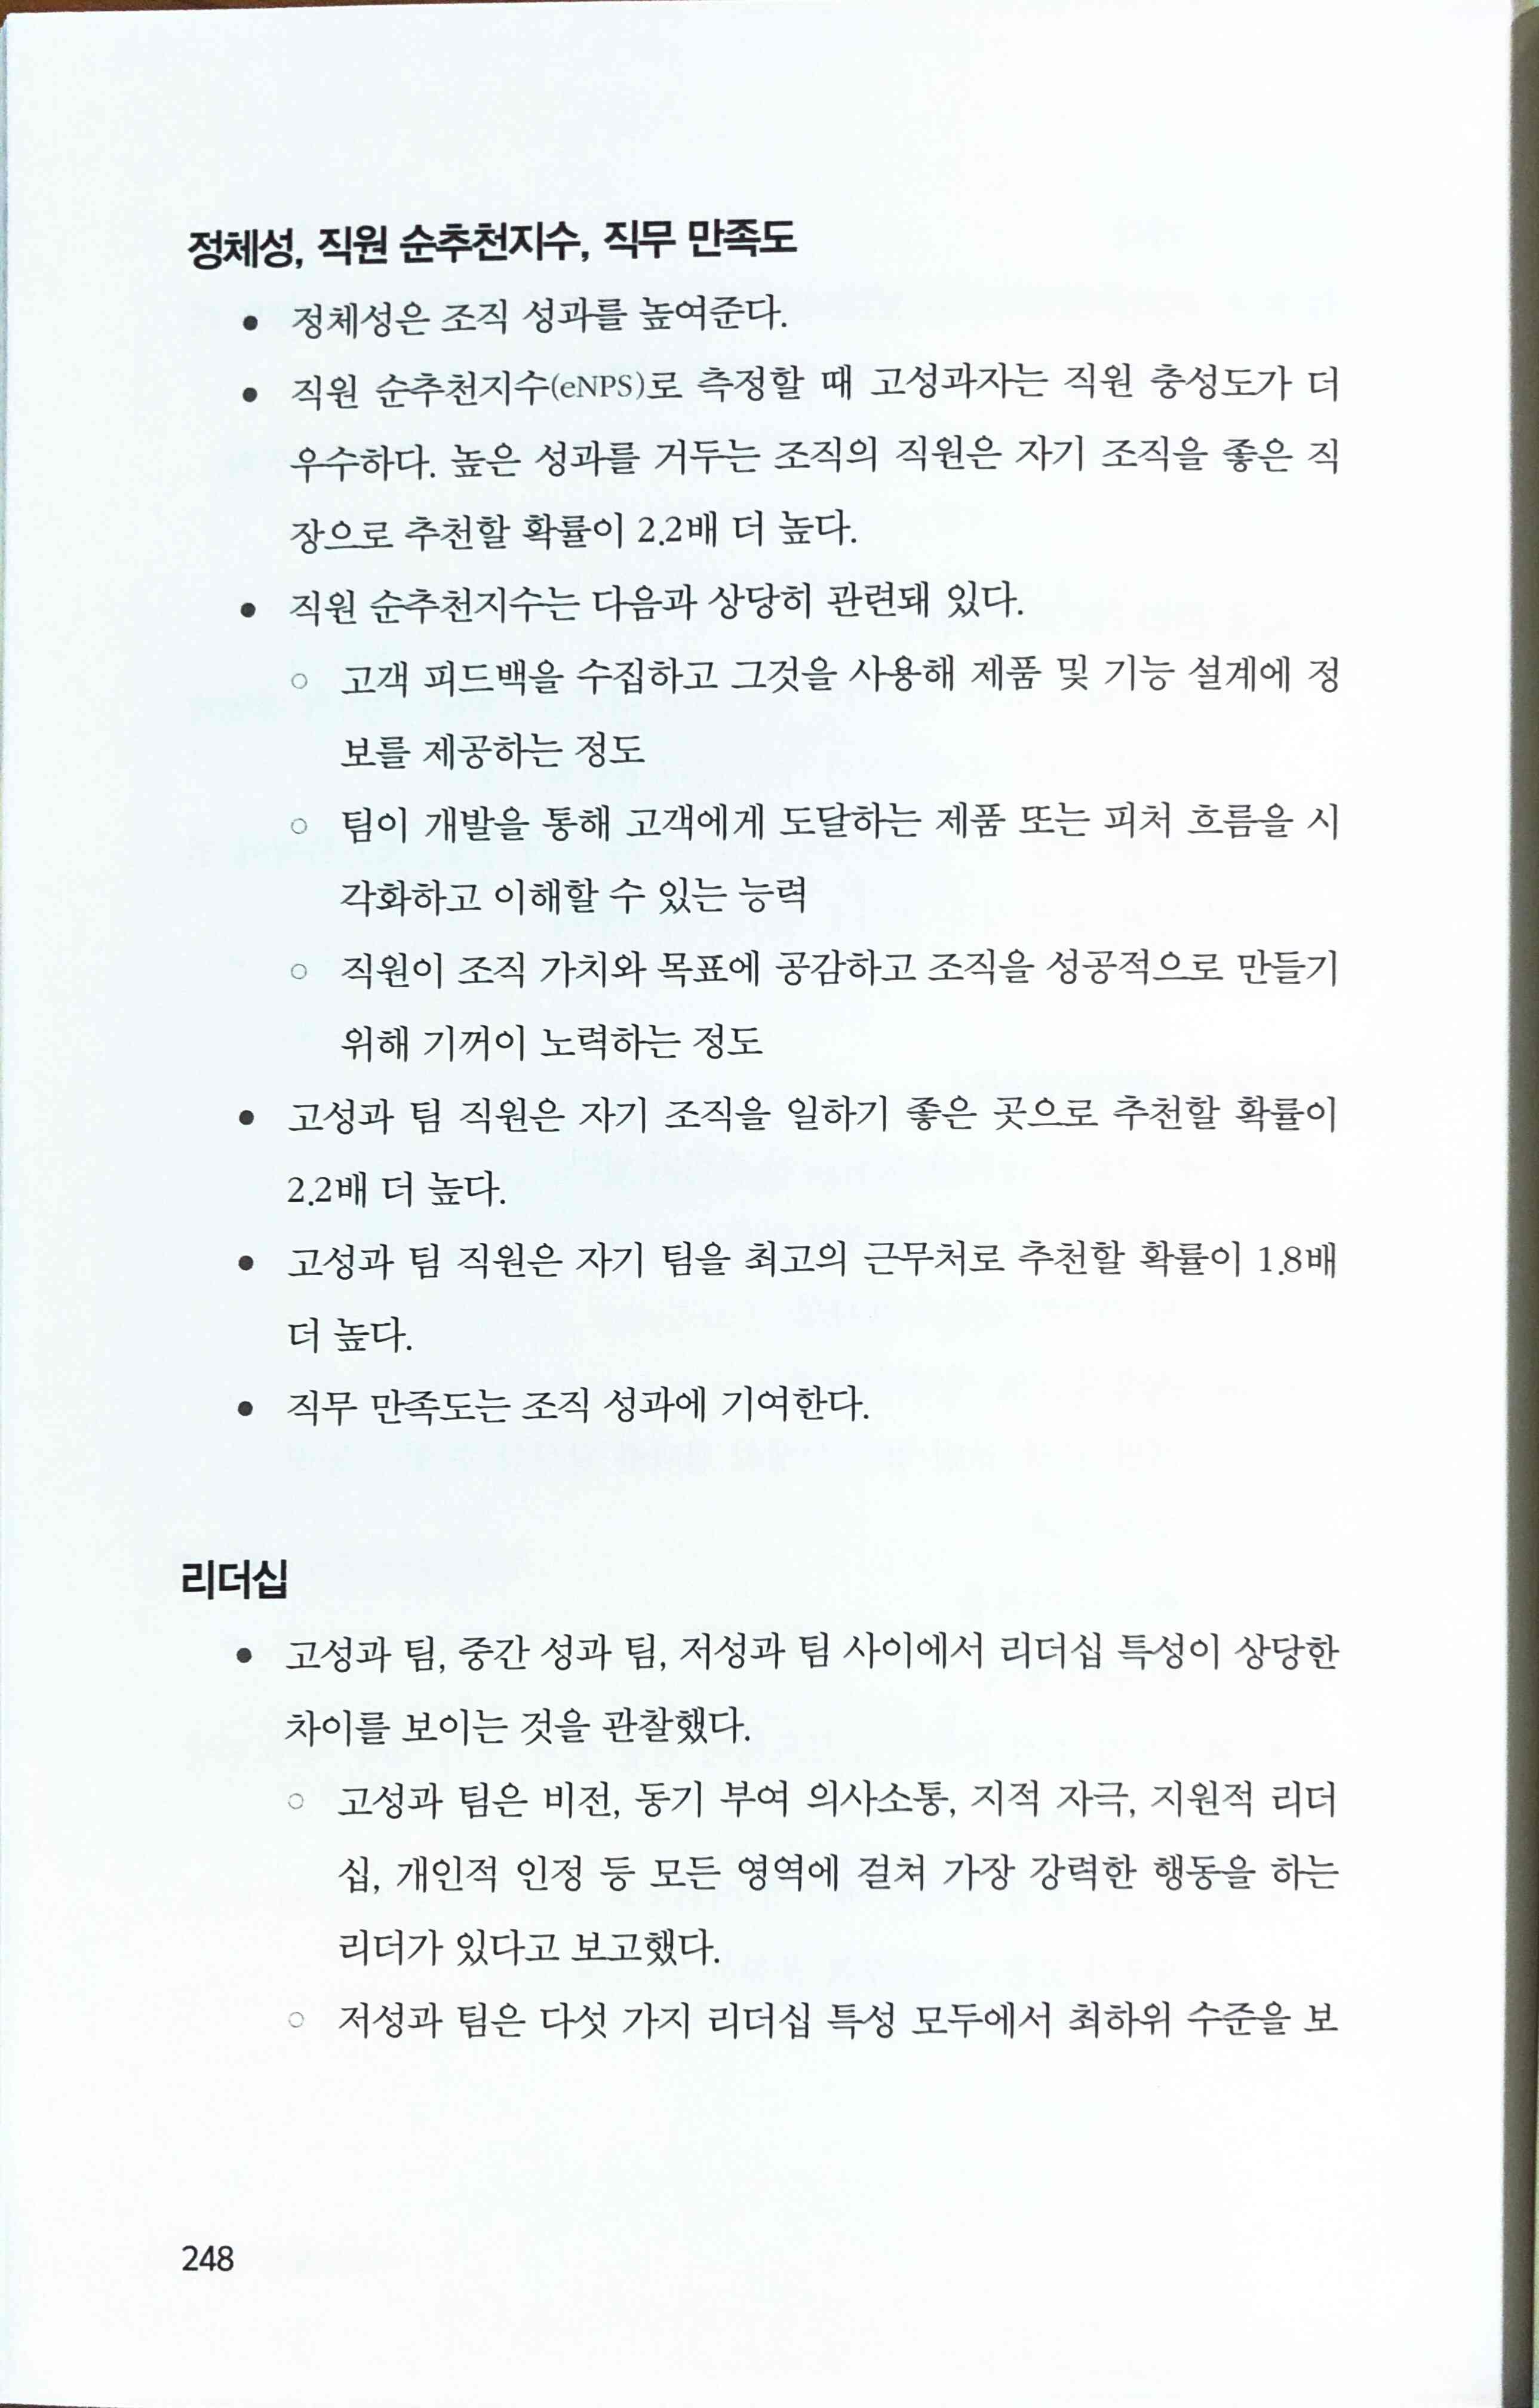 정체성, 직원 순추천지수, 직무 만족도
● 정체성은 조직 성과를 높여준다.
● 직원 순추천지수(eNPS)로 측정할 때 고성과자는 직원 충성도가 더
우수하다. 높은 성과를 거두는 조직의 직원은 자기 조직을 좋은 직
장으로 추천할 확률이 2.2배 더 높다.
● 직원 순추천지수는 다음과 상당히 관련돼 있다.
○ 고객 피드백을 수집하고 그것을 사용해 제품 및 기능 설계에 정
보를 제공하는 정도
○ 팀이 개발을 통해 고객에게 도달하는 제품 또는 피처 흐름을 시
각화하고 이해할 수 있는 능력
○ 직원이 조직 가치와 목표에 공감하고 조직을 성공적으로 만들기
위해 기꺼이 노력하는 정도
● 고성과 팀 직원은 자기 조직을 일하기 좋은 곳으로 추천할 확률이
2.2배 더 높다.
● 고성과 팀 직원은 자기 팀을 최고의 근무처로 추천할 확률이 1.8배
더 높다.
● 직무 만족도는 조직 성과에 기여한다.
리더십
● 고성과 팀, 중간 성과 팀, 저성과 팀 사이에서 리더십 특성이 상당한
차이를 보이는 것을 관찰했다.
○ 고성과 팀은 비전, 동기 부여 의사소통, 지적 자극, 지원적 리더
십, 개인적 인정 등 모든 영역에 걸쳐 가장 강력한 행동을 하는
리더가 있다고 보고했다.
○ 저성과 팀은 다섯 가지 리더십 특성 모두에서 최하위 수준을 보
248